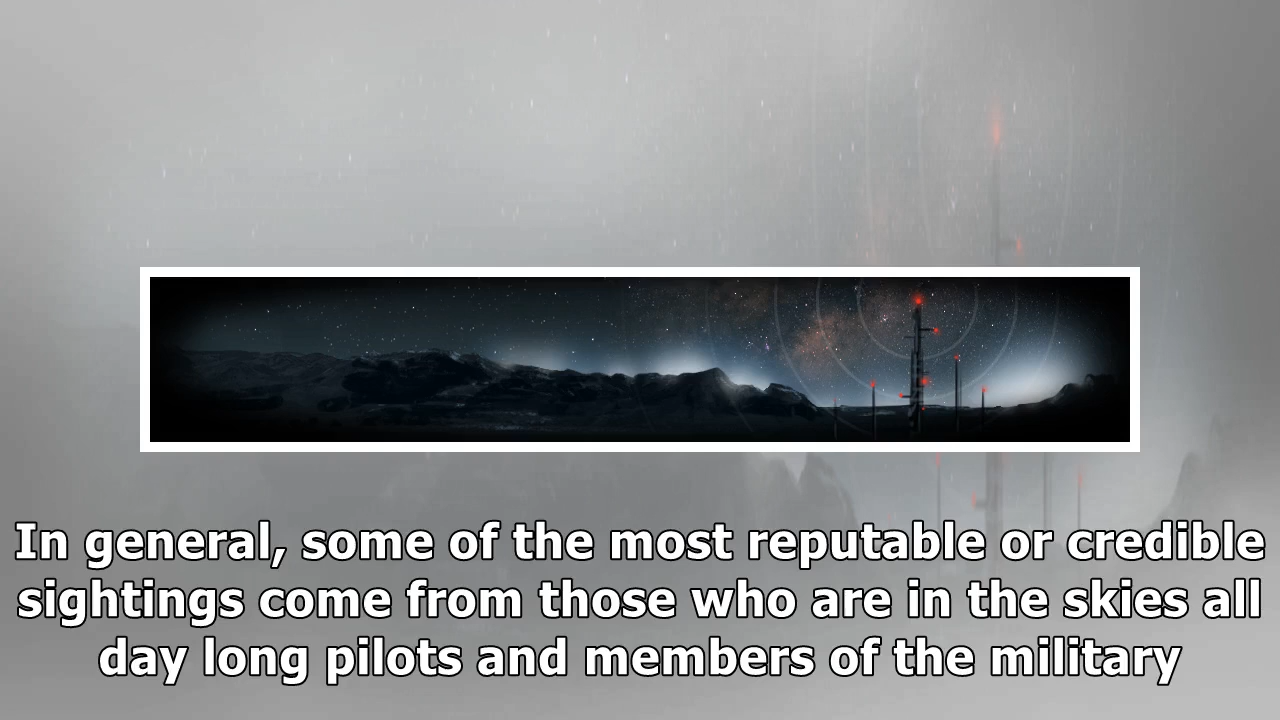 In general, some of the most reputable or credible
sightings come from those who are in the skies all
day long pilots and members of the military